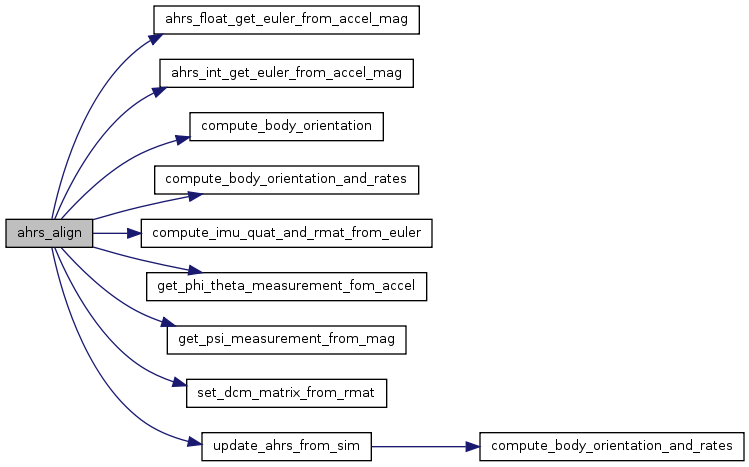 ahrs_float_get_euler_from_accel_mag
ahrs_int_get_euler_from_accel_mag
compute_body_orientation
compute_body_orientation_and_rates
ahrs_align
compute_imu_quat_and_rmat_from_euler
get_phi_theta_measurement_fom_accel
get_psi_measurement_from_mag
set_dcm_matrix_from_rmat
update_ahrs_from_sim
compute_body_orientation_and_rates